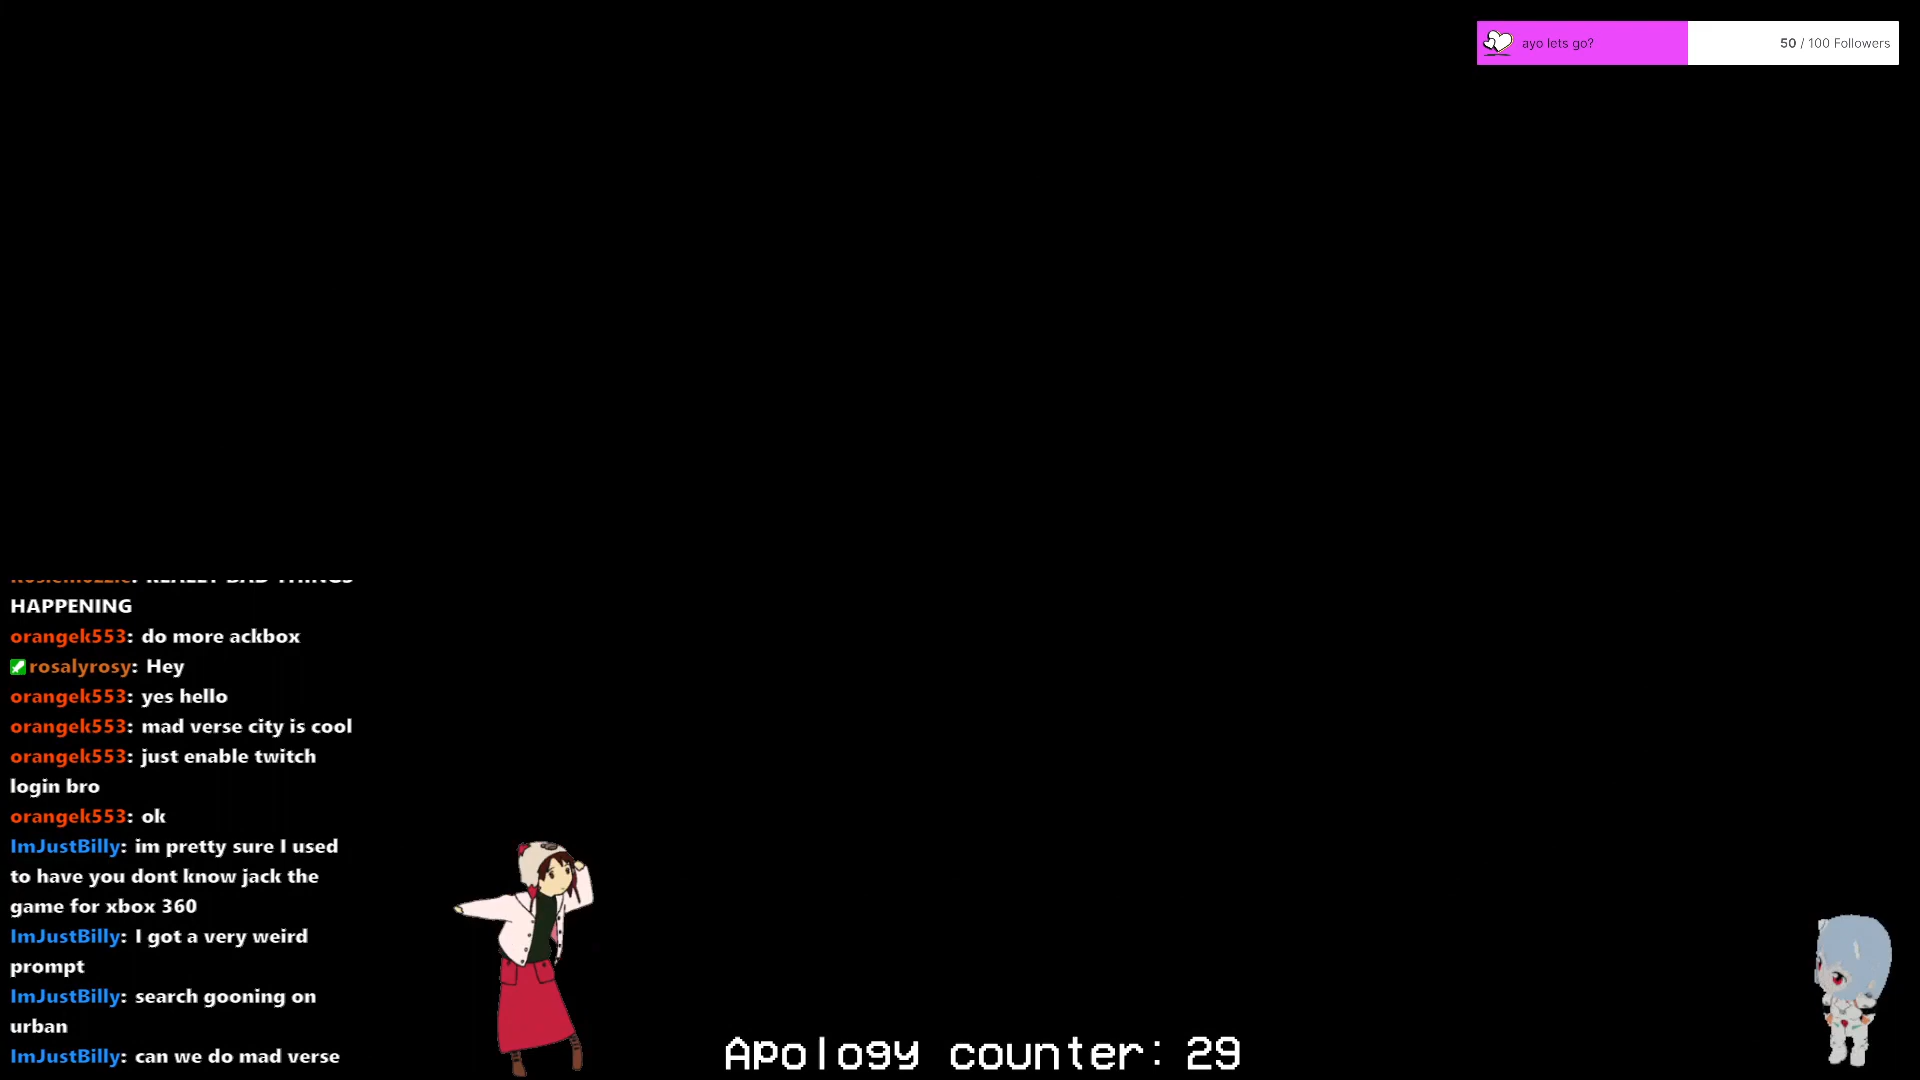 ayo lets go?
50 / 100 Followers
HAPPENING
orangek553: do more ackbox
rosalyrosy: Hey
orangek553: yes hello
orangek553: mad verse city is cool
orangek553: just enable twitch
login bro
orangek553: ok
ImJustBilly: im pretty sure I used
to have you dont know jack the
game for xbox 360
ImJustBilly: I got a very weird
prompt
ImJustBilly: search gooning on
urban
ImJustBilly: can we do mad verse
Apology counter: 29